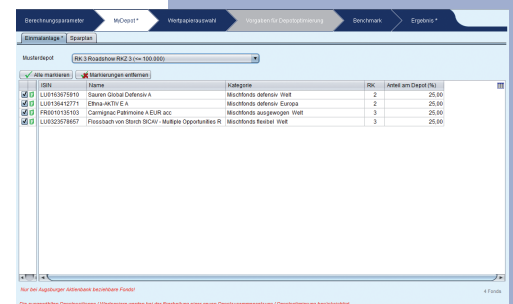 Berechnungsparameter MyDepot* Wertpapierauswahl Vorgaben für Depotoptimierung Benchmark Ergebnis*
Einmalanlage* Sparplan
Musterdepot RK 3 Roadshow RKZ 3 (<= 100.000)
Alle markieren Markierungen entfernen
ISIN Name Kategorie RK Anteil am Depot (%)
LU0163675910 Sauren Global Defensiv A Mischfonds defensiv Welt 2 25,00
LU0136412771 Ethna-AKTIV E A Mischfonds defensiv Europa 2 25,00
FR0010135103 Carmignac Patrimoine A EUR acc Mischfonds ausgewogen Welt 3 25,00
LU0323578657 Flossbach von Storch SICAV - Multiple Opportunities R Mischfonds flexibel Welt 3 25,00
Nur bei Augsburger Aktienbank beziehbare Fonds!
4 Fonds